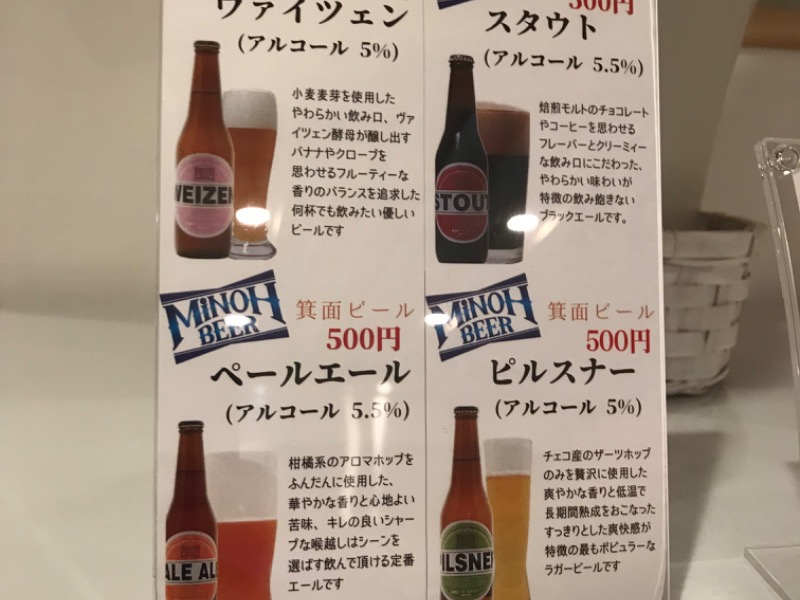 ヴァイツェン
(アルコール 5%)
小麦麦芽を使用した
やわらかい飲み口、ヴァ
イツェン酵母が醸し出す
バナナやクローブを
思わせるフルーティーな
香りのバランスを追求した
何杯でも飲みたい優しい
ビールです
WEIZEN
500円
スタウト
(アルコール 5.5%)
焙煎モルトのチョコレート
やコーヒーを思わせる
フレーバーとクリーミィー
な飲み口にこだわった、
やわらかい味わいが
特徴の飲み飽きない
ブラックエールです。
STOUT
MINOH
BEER
箕面ビール
500円
ペールエール
(アルコール 5.5%)
柑橘系のアロマホップを
ふんだんに使用した、
華やかな香りと心地よい
苦味、キレの良いシャー
プな喉越しはシーンを
選ばず飲んで頂ける定番
エールです
ALE AL
MINOH
BEER
箕面ビール
500円
ピルスナー
(アルコール 5%)
チェコ産のザーツホップ
のみを贅沢に使用した
爽やかな香りと低温で
長期間熟成をおこなった
すっきりとした爽快感が
特徴の最もポピュラーな
ラガービールです
PILSNE